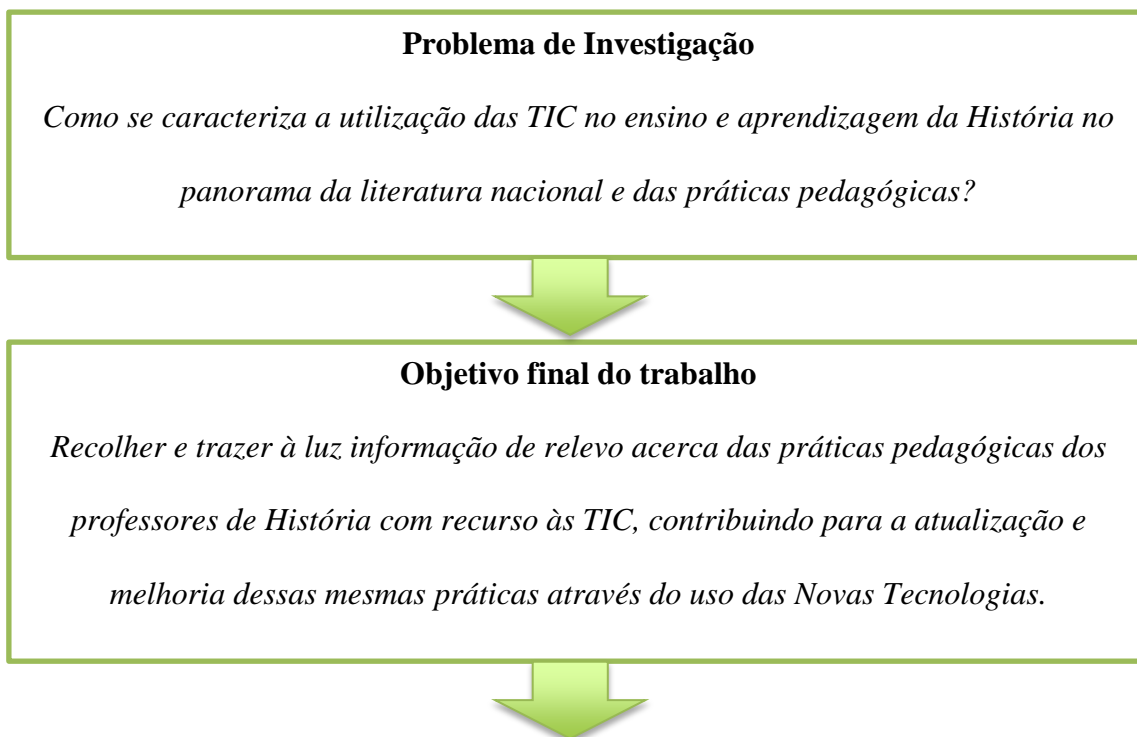 Problema de Investigação
Como se caracteriza a utilização das TIC no ensino e aprendizagem da História no
panorama da literatura nacional e das práticas pedagógicas?
Objetivo final do trabalho
Recolher e trazer à luz informação de relevo acerca das práticas pedagógicas dos
professores de História com recurso às TIC, contribuindo para a atualização e
melhoria dessas mesmas práticas através do uso das Novas Tecnologias.